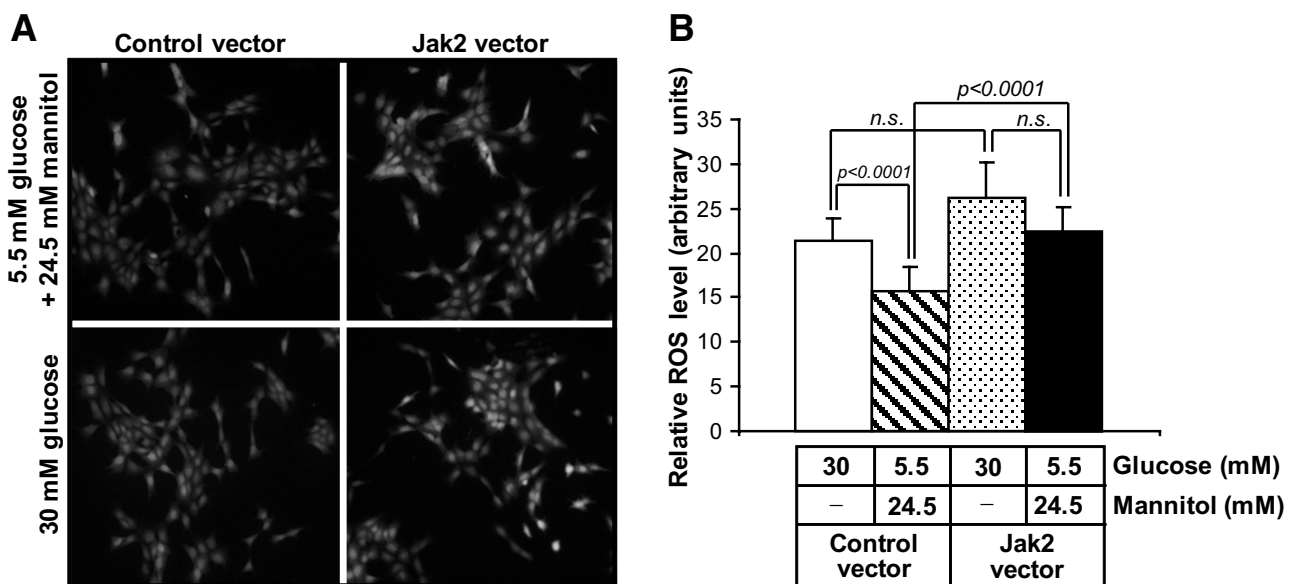 A
Control vector
Jak2 vector
5.5 mM glucose
+ 24.5 mM mannitol
30 mM glucose
B
Relative ROS level (arbitrary units)
35
30
25
20
15
10
5
0
p<0.0001
n.s.
n.s.
p<0.0001
30 5.5 30 5.5 Glucose (mM)
– 24.5 – 24.5 Mannitol (mM)
Control
vector
Jak2
vector